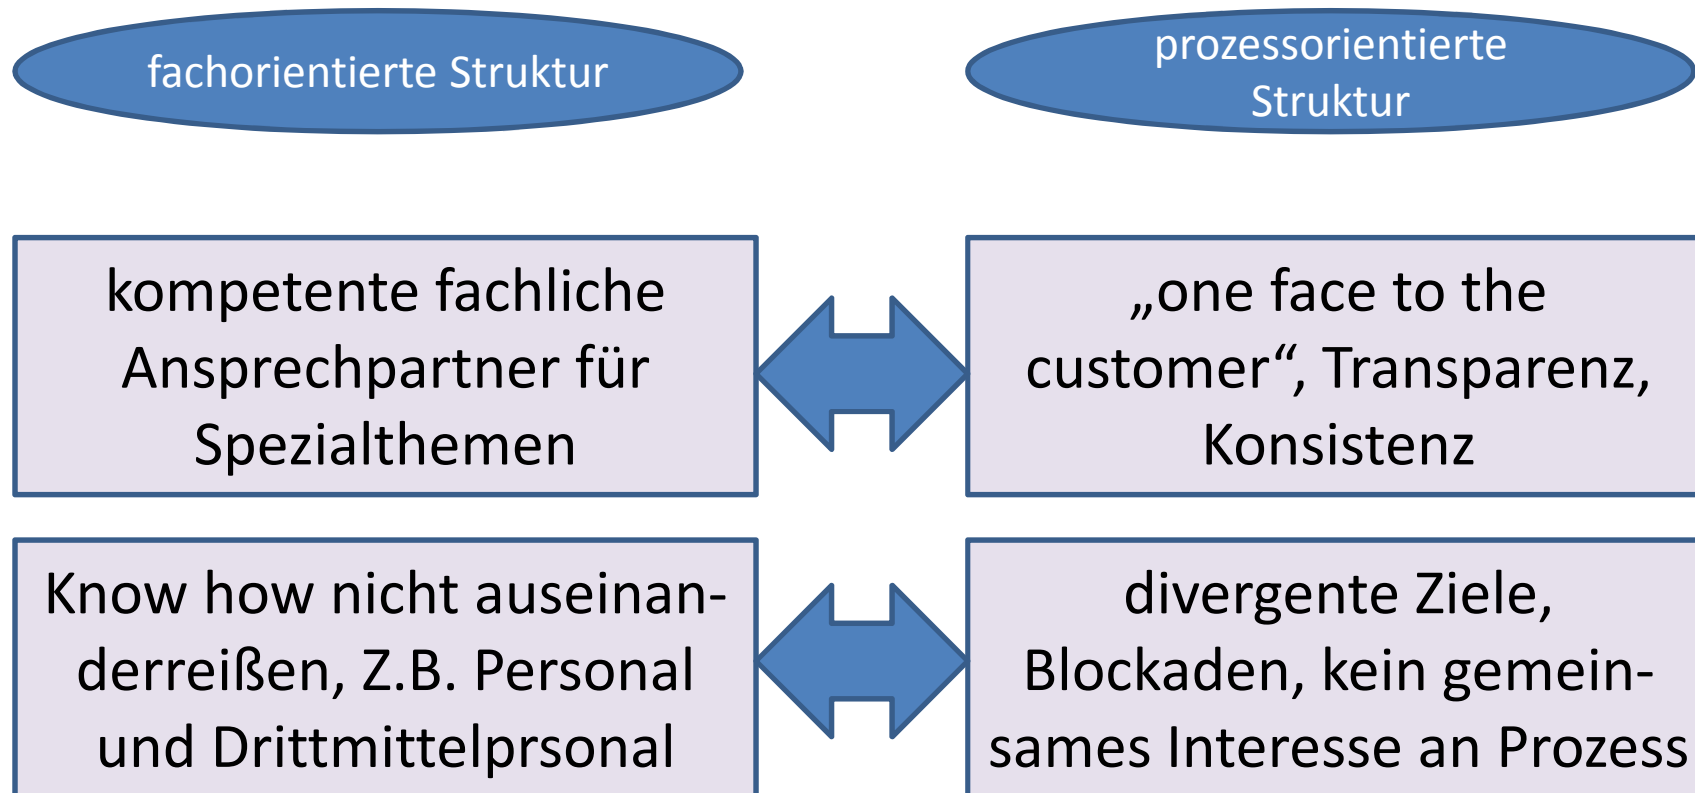 fachorientierte Struktur
prozessorientierte
Struktur
kompetente fachliche
Ansprechpartner für
Spezialthemen
„one face to the
customer“, Transparenz,
Konsistenz
Know how nicht auseinan-
derreißen, Z.B. Personal
und Drittmittelprsonal
divergente Ziele,
Blockaden, kein gemein-
sames Interesse an Prozess